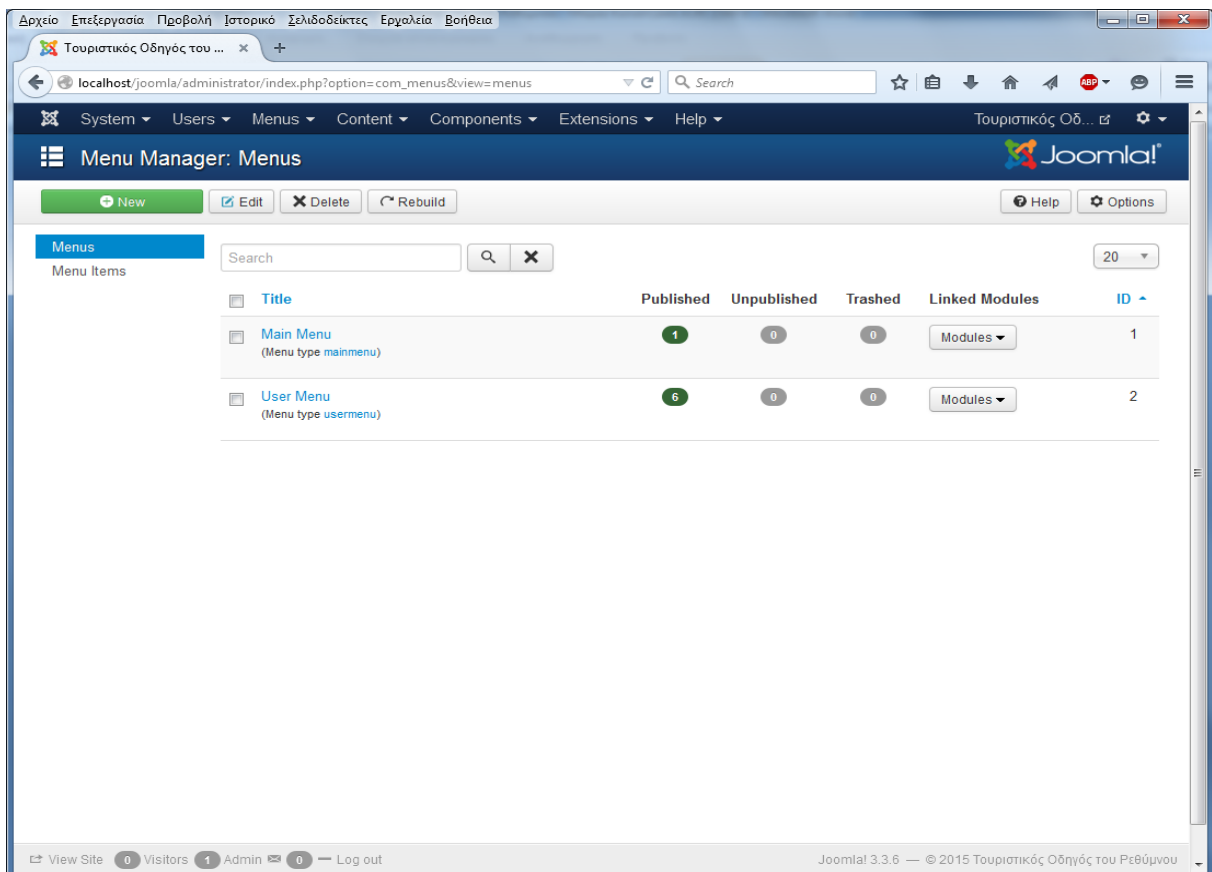 Αρχείο Επεξεργασία Προβολή Ιστορικό Σελιδοδείκτες Εργαλεία Βοήθεια
Τουριστικός Οδηγός του ...
localhost/joomla/administrator/index.php?option=com_menus&view=menus
Search
ABP
System Users Menus Content Components Extensions Help
Τουριστικός Οδ...
Menu Manager: Menus
Joomla!
New Edit Delete Rebuild Help Options
Menus
Menu Items
Search
20
Title Published Unpublished Trashed Linked Modules ID
Main Menu 1 0 0 Modules 1
(Menu type mainmenu)
User Menu 6 0 0 Modules 2
(Menu type usermenu)
View Site 0 Visitors 1 Admin 0 Log out
Joomla! 3.3.6 — © 2015 Τουριστικός Οδηγός του Ρεθύμνου